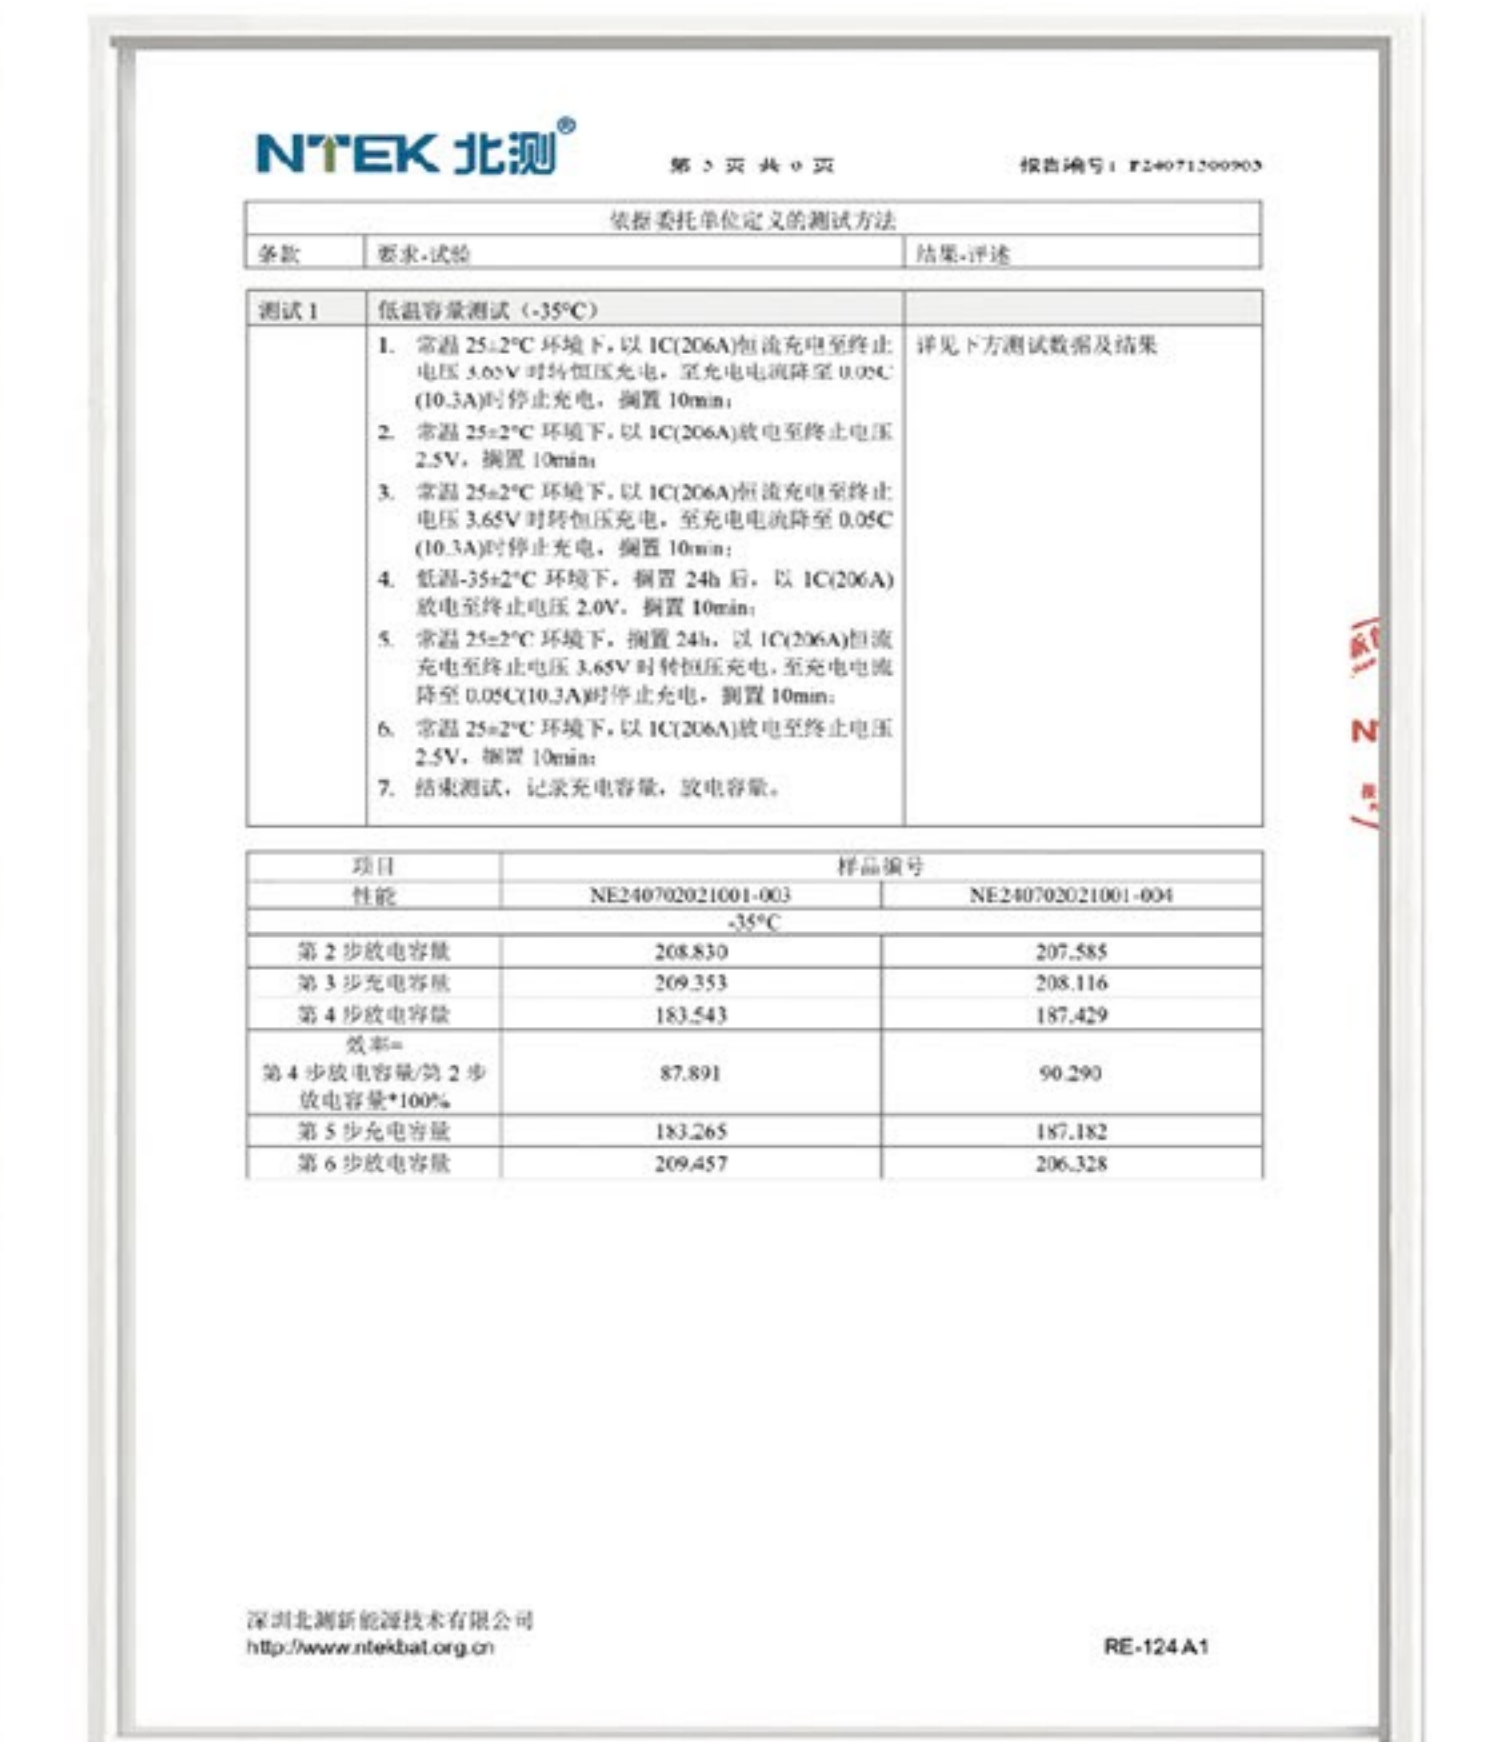 NTEK 北测®
依据委托单位定义的测试方法
条款 要求-试验 结果-评述
测试 1 低温容量测试（-35°C）
1. 常温 25±2°C 环境下，以 1C(206A)恒流充电至终止 详见下方测试数据及结果
电压 3.65V 时转恒压充电，至充电电流降至 0.05C
(10.3A)时停止充电，搁置 10min；
2. 常温 25±2°C 环境下，以 1C(206A)放电至终止电压
2.5V，搁置 10min；
3. 常温 25±2°C 环境下，以 1C(206A)恒流充电至终止
电压 3.65V 时转恒压充电，至充电电流降至 0.05C
(10.3A)时停止充电，搁置 10min；
4. 低温-35±2°C 环境下，搁置 24h 后，以 1C(206A)
放电至终止电压 2.0V，搁置 10min；
5. 常温 25±2°C 环境下，搁置 24h，以 1C(206A)恒流
充电至终止电压 3.65V 时转恒压充电，至充电电流
降至 0.05C(10.3A)时停止充电，搁置 10min；
6. 常温 25±2°C 环境下，以 1C(206A)放电至终止电压
2.5V，搁置 10min；
7. 结束测试，记录充电容量，放电容量。
项目 样品编号
性能 NE240702021001-003 NE240702021001-004
-35°C
第 2 步放电容量 208.830 207.585
第 3 步充电容量 209.353 208.116
第 4 步放电容量 183.543 187.429
效率=
第 4 步放电容量/第 2 步 87.891 90.290
放电容量*100%
第 5 步充电容量 183.265 187.182
第 6 步放电容量 209.457 206.328
深圳北测新能源技术有限公司
http://www.ntekbat.org.cn RE-124 A1